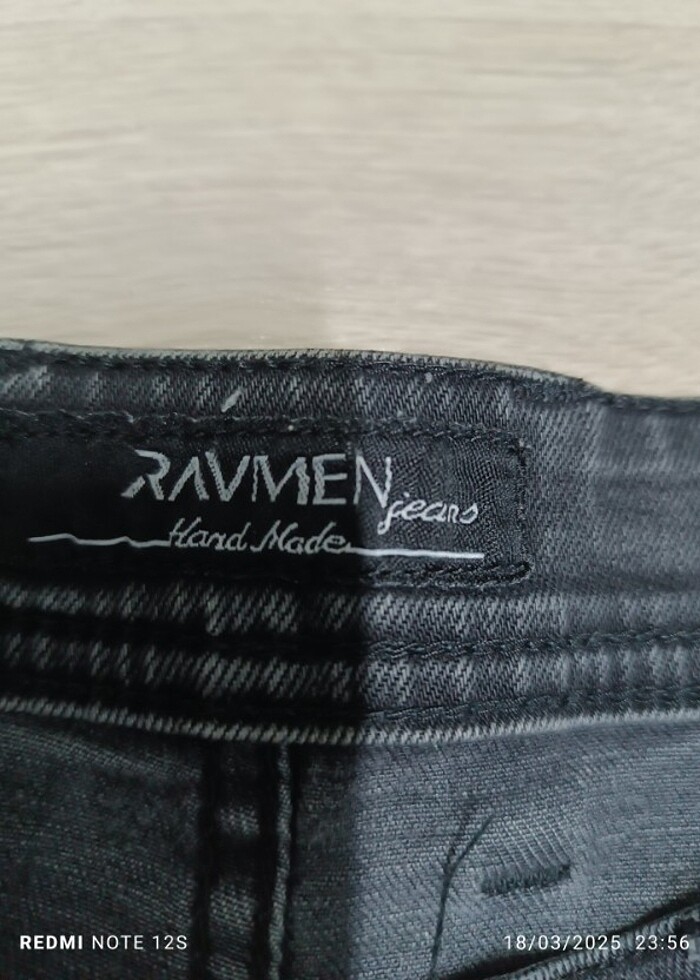 RAVMEN
jeans
Hand Made
REDMI NOTE 12S
18/03/2025 23:56